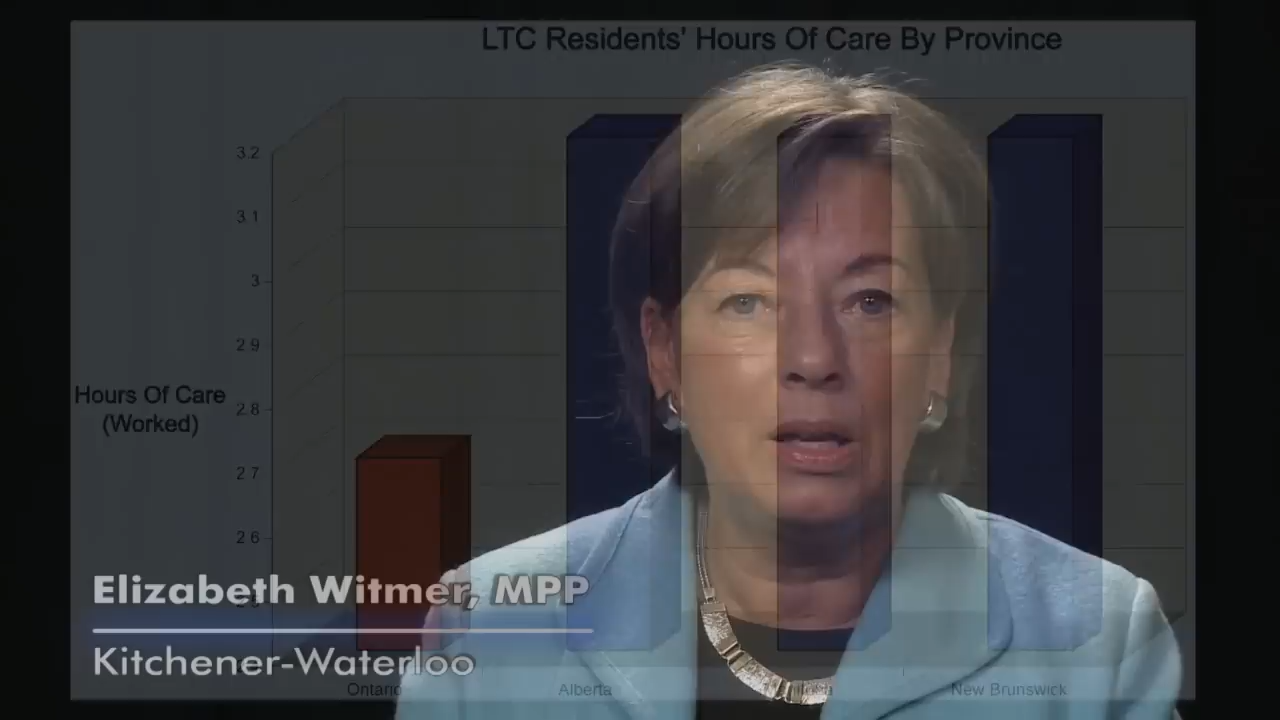 LTC Residents' Hours Of Care By Province
3.2
3.1
3
2 9
Hours Of Care
(Worked)
2.8
2 7
2 6
Elizabeth Witmer, MPP
Kitchener-Waterloo
Ontario
Alberta
New Brunswick